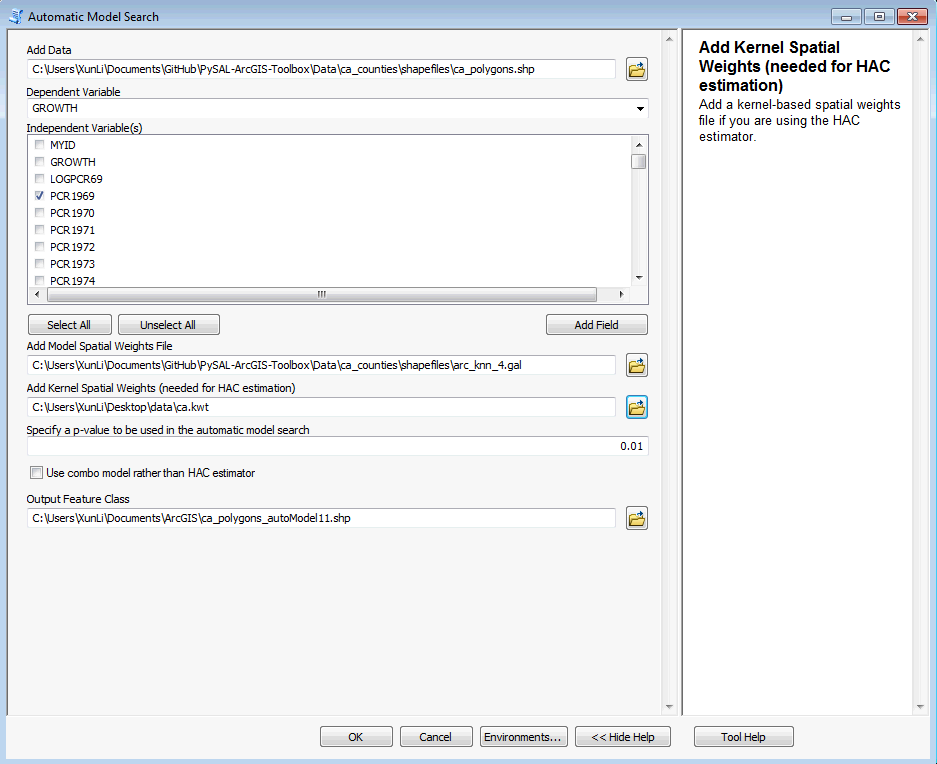 Automatic Model Search
Add Data
C:\Users\XunLi\Documents\GitHub\PySAL-ArcGIS-Toolbox\Data\ca_counties\shapefiles\ca_polygons.shp
Dependent Variable
GROWTH
Independent Variable(s)
MYID
GROWTH
LOGPCR69
PCR1969
PCR1970
PCR1971
PCR1972
PCR1973
PCR1974
Select All
Unselect All
Add Field
Add Model Spatial Weights File
C:\Users\XunLi\Documents\GitHub\PySAL-ArcGIS-Toolbox\Data\ca_counties\shapefiles\arc_knn_4.gal
Add Kernel Spatial Weights (needed for HAC estimation)
C:\Users\XunLi\Desktop\data\ca.kwt
Specify a p-value to be used in the automatic model search
0.01
Use combo model rather than HAC estimator
Output Feature Class
C:\Users\XunLi\Documents\ArcGIS\ca_polygons_autoModel11.shp
Add Kernel Spatial
Weights (needed for HAC
estimation)
Add a kernel-based spatial weights
file if you are using the HAC
estimator.
OK
Cancel
Environments...
<< Hide Help
Tool Help